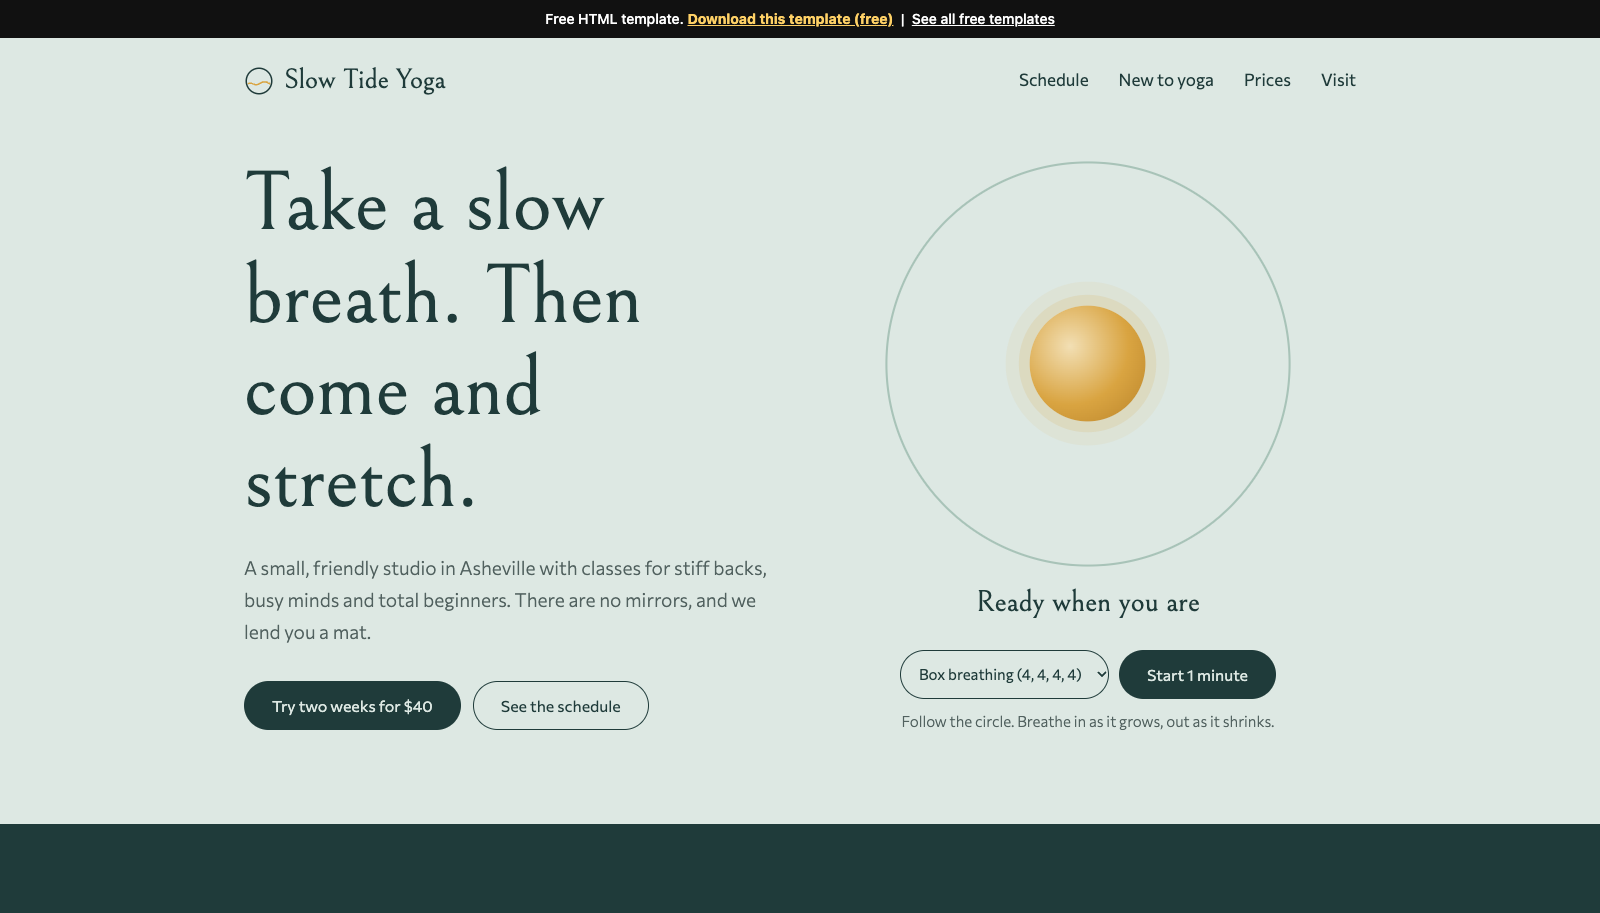 Free HTML template. Download this template (free) | See all free templates
Slow Tide Yoga
Schedule New to yoga Prices Visit
Take a slow
breath. Then
come and
stretch.
A small, friendly studio in Asheville with classes for stiff backs,
busy minds and total beginners. There are no mirrors, and we
lend you a mat.
Try two weeks for $40 See the schedule
Ready when you are
Box breathing (4, 4, 4, 4) Start 1 minute
Follow the circle. Breathe in as it grows, out as it shrinks.